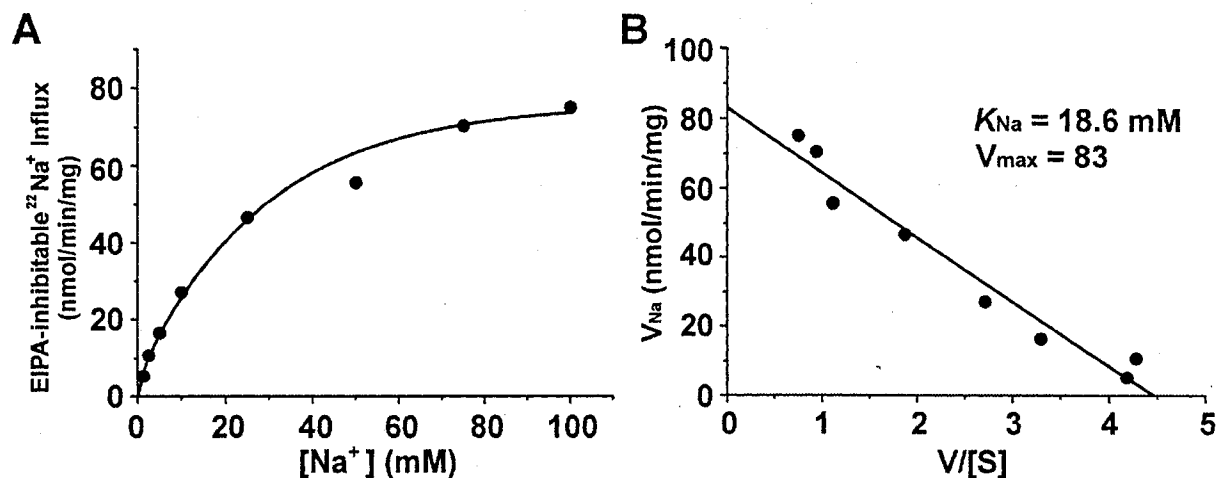 A
EIPA-inhibitable ²²Na⁺ Influx
(nmol/min/mg)
80
60
40
20
0
0 20 40 60 80 100
[Na⁺] (mM)
B
V_Na (nmol/min/mg)
100
80
60
40
20
0
K_Na = 18.6 mM
V_max = 83
0 1 2 3 4 5
V/[S]